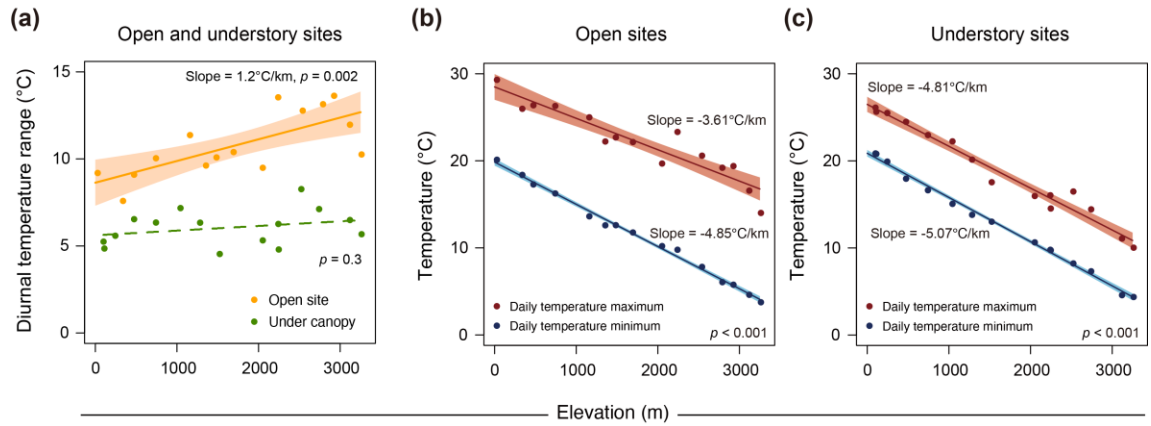 (a)
Open and understory sites
Slope = 1.2°C/km, p = 0.002
Diurnal temperature range (°C)
15
10
5
0
p = 0.3
Open site
Under canopy
0 1000 2000 3000
(b)
Open sites
Temperature (°C)
30
20
10
0
Slope = -3.61°C/km
Slope = -4.85°C/km
Daily temperature maximum
Daily temperature minimum
p < 0.001
0 1000 2000 3000
(c)
Understory sites
Temperature (°C)
30
20
10
0
Slope = -4.81°C/km
Slope = -5.07°C/km
Daily temperature maximum
Daily temperature minimum
p < 0.001
0 1000 2000 3000
Elevation (m)